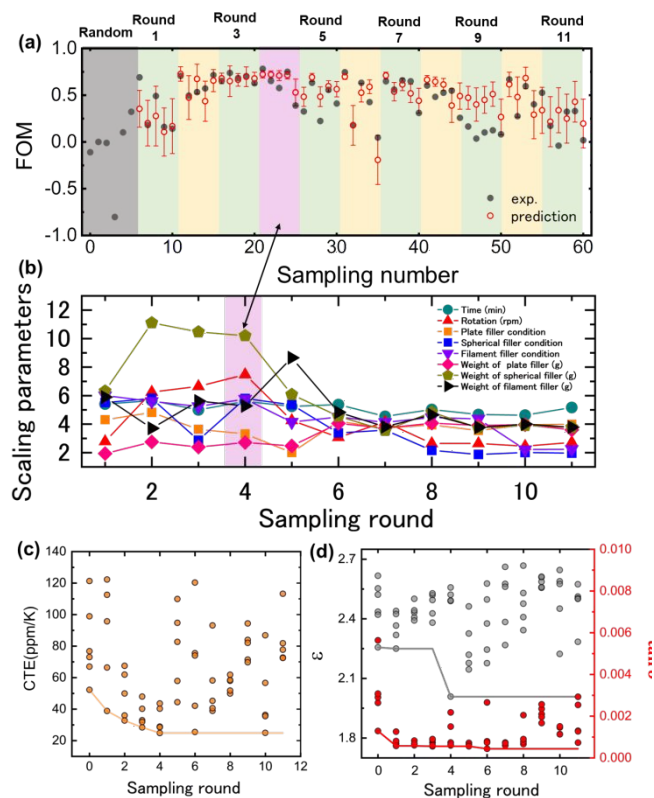 Random Round 1 Round 3 Round 5 Round 7 Round 9 Round 11
(a)
FOM
1.0
0.5
0.0
-0.5
-1.0
exp.
prediction
0 10 20 30 40 50 60
Sampling number
(b)
Scaling parameters
12
10
8
6
4
2
Time (min)
Rotation (rpm)
Plate filler condition
Spherical filler condition
Filament filler condition
Weight of plate filler (g)
Weight of spherical filler (g)
Weight of filament filler (g)
2 4 6 8 10
Sampling round
(c)
CTE(ppm/K)
140
120
100
80
60
40
20
0 2 4 6 8 10 12
Sampling round
(d)
ε
2.7
2.4
2.1
1.8
0.010
0.008
0.006
0.004
0.002
0.000
0 2 4 6 8 10
Sampling round